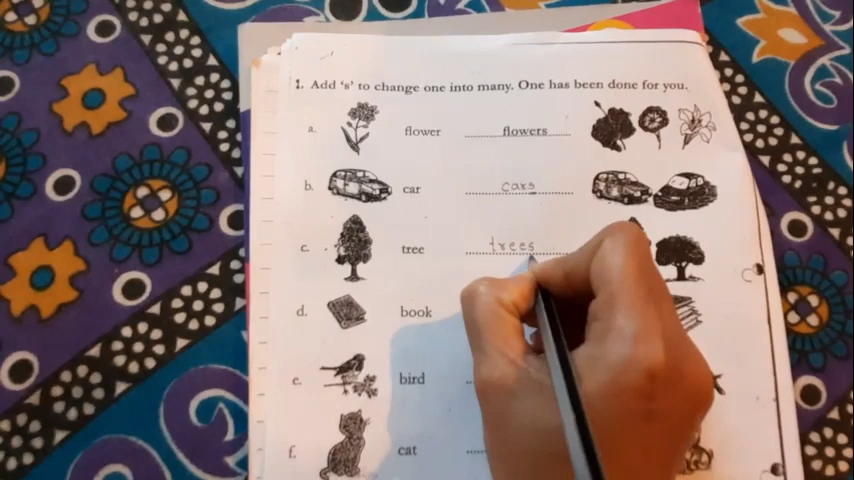 1. Add 's' to change one into many. One has been done for you.
a. flower flowers
b. car cars
c. tree trees
d. book
e. bird
f. cat